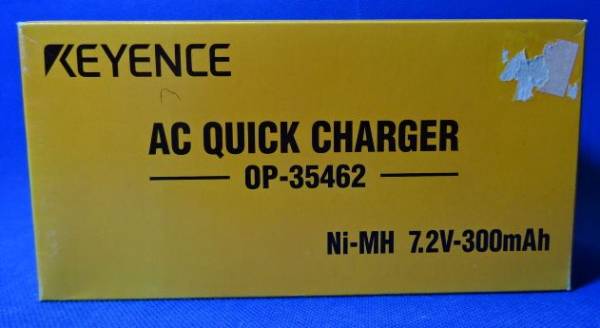 KEYENCE
AC QUICK CHARGER
OP-35462
Ni-MH 7.2V-300mAh